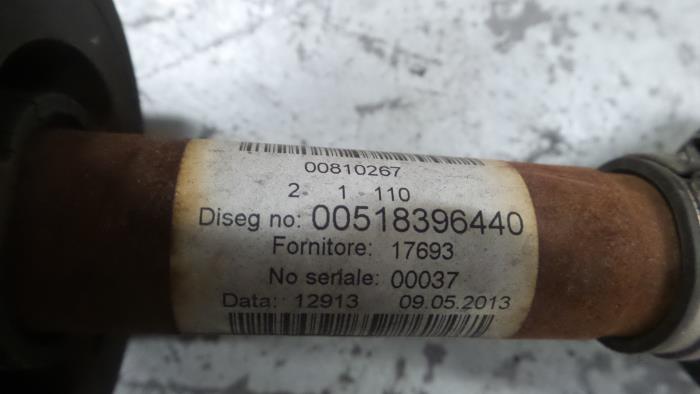 00810267
2 1 110
Diseg no: 00518396440
Fornitore: 17693
No seriale: 00037
Data: 12913 09.05.2013